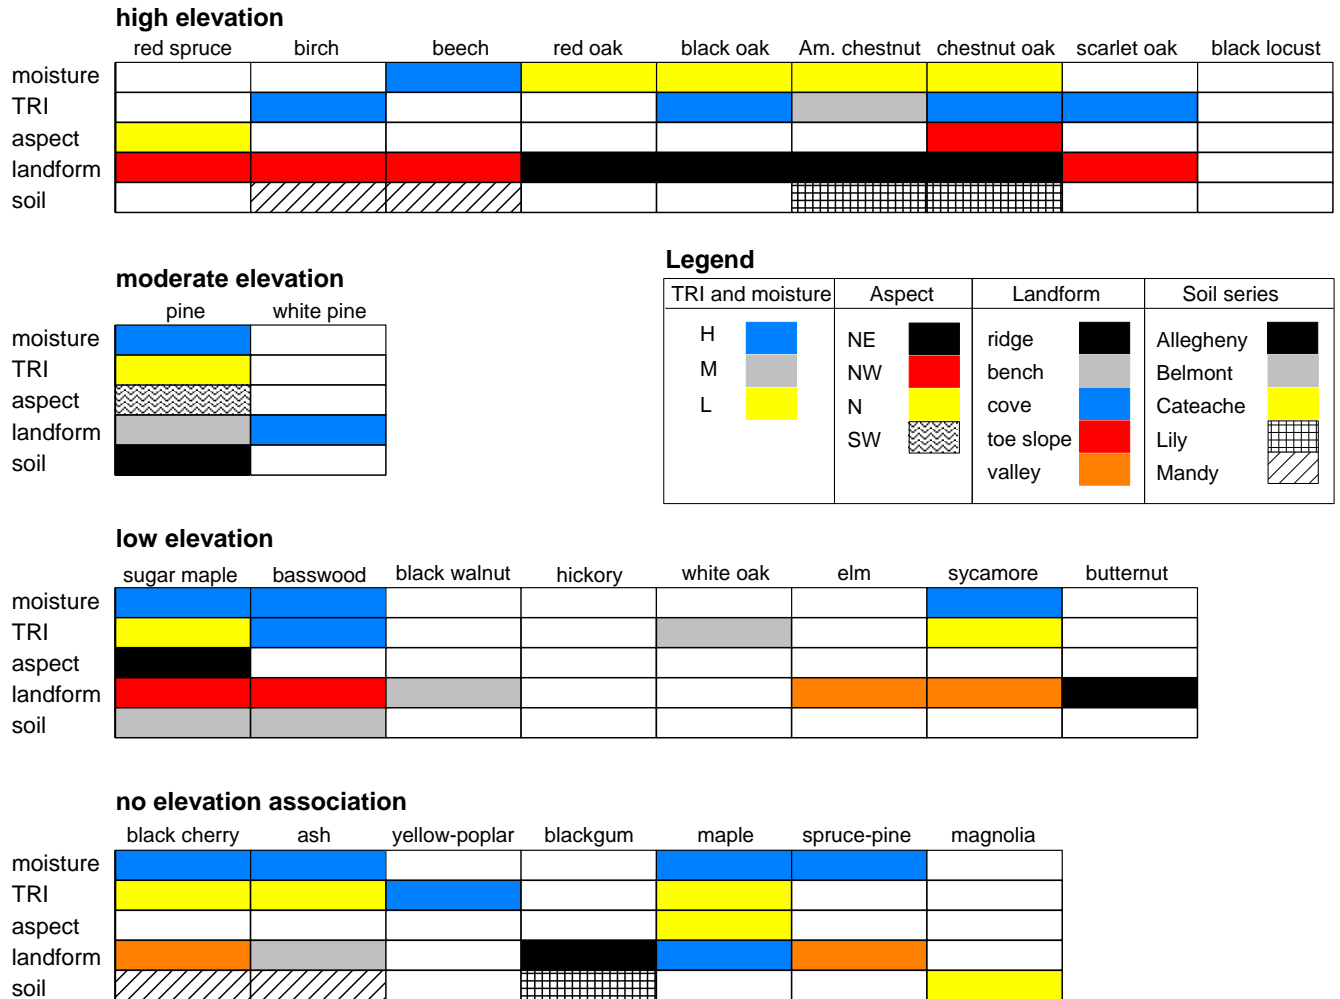 high elevation
red spruce birch beech red oak black oak Am. chestnut chestnut oak scarlet oak black locust
moisture
TRI
aspect
landform
soil
moderate elevation
pine white pine
moisture
TRI
aspect
landform
soil
Legend
TRI and moisture Aspect Landform Soil series
H NE ridge Allegheny
M NW bench Belmont
L N cove Cateache
SW toe slope Lily
valley Mandy
low elevation
sugar maple basswood black walnut hickory white oak elm sycamore butternut
moisture
TRI
aspect
landform
soil
no elevation association
black cherry ash yellow-poplar blackgum maple spruce-pine magnolia
moisture
TRI
aspect
landform
soil